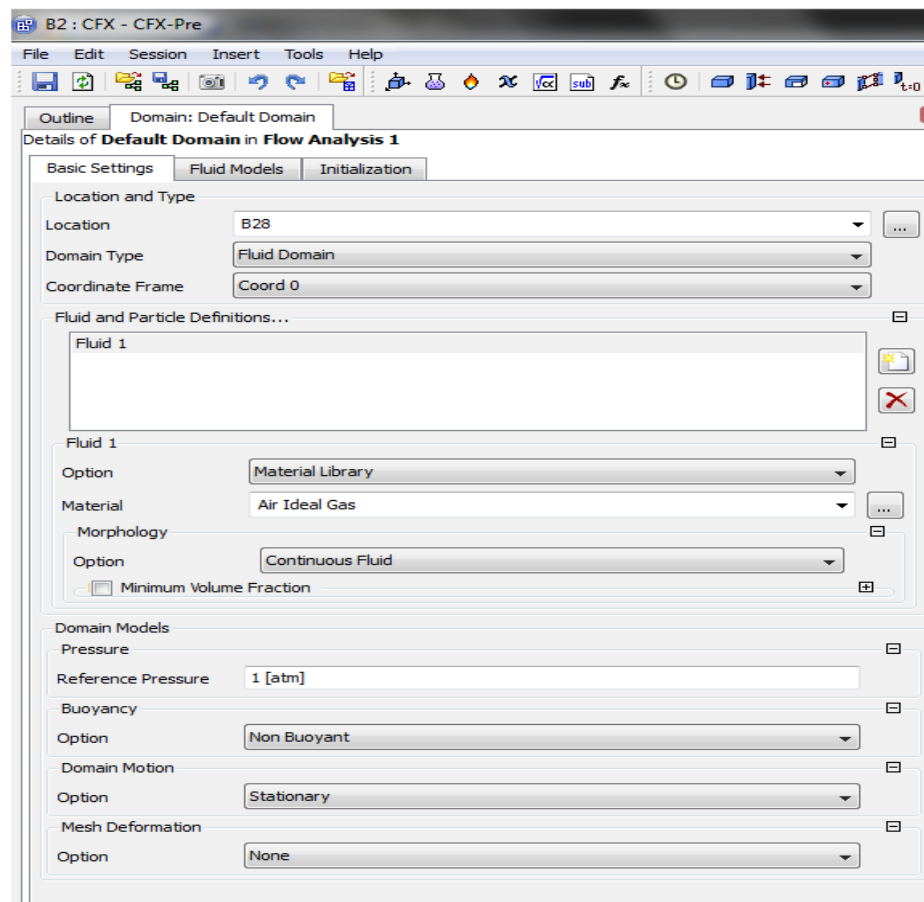 B2 : CFX - CFX-Pre
File Edit Session Insert Tools Help
α √α sub fx t=0
Outline Domain: Default Domain
Details of Default Domain in Flow Analysis 1
Basic Settings Fluid Models Initialization
Location and Type
Location B28 ...
Domain Type Fluid Domain
Coordinate Frame Coord 0
Fluid and Particle Definitions...
Fluid 1
Fluid 1
Option Material Library
Material Air Ideal Gas ...
Morphology
Option Continuous Fluid
Minimum Volume Fraction
Domain Models
Pressure
Reference Pressure 1 [atm]
Buoyancy
Option Non Buoyant
Domain Motion
Option Stationary
Mesh Deformation
Option None